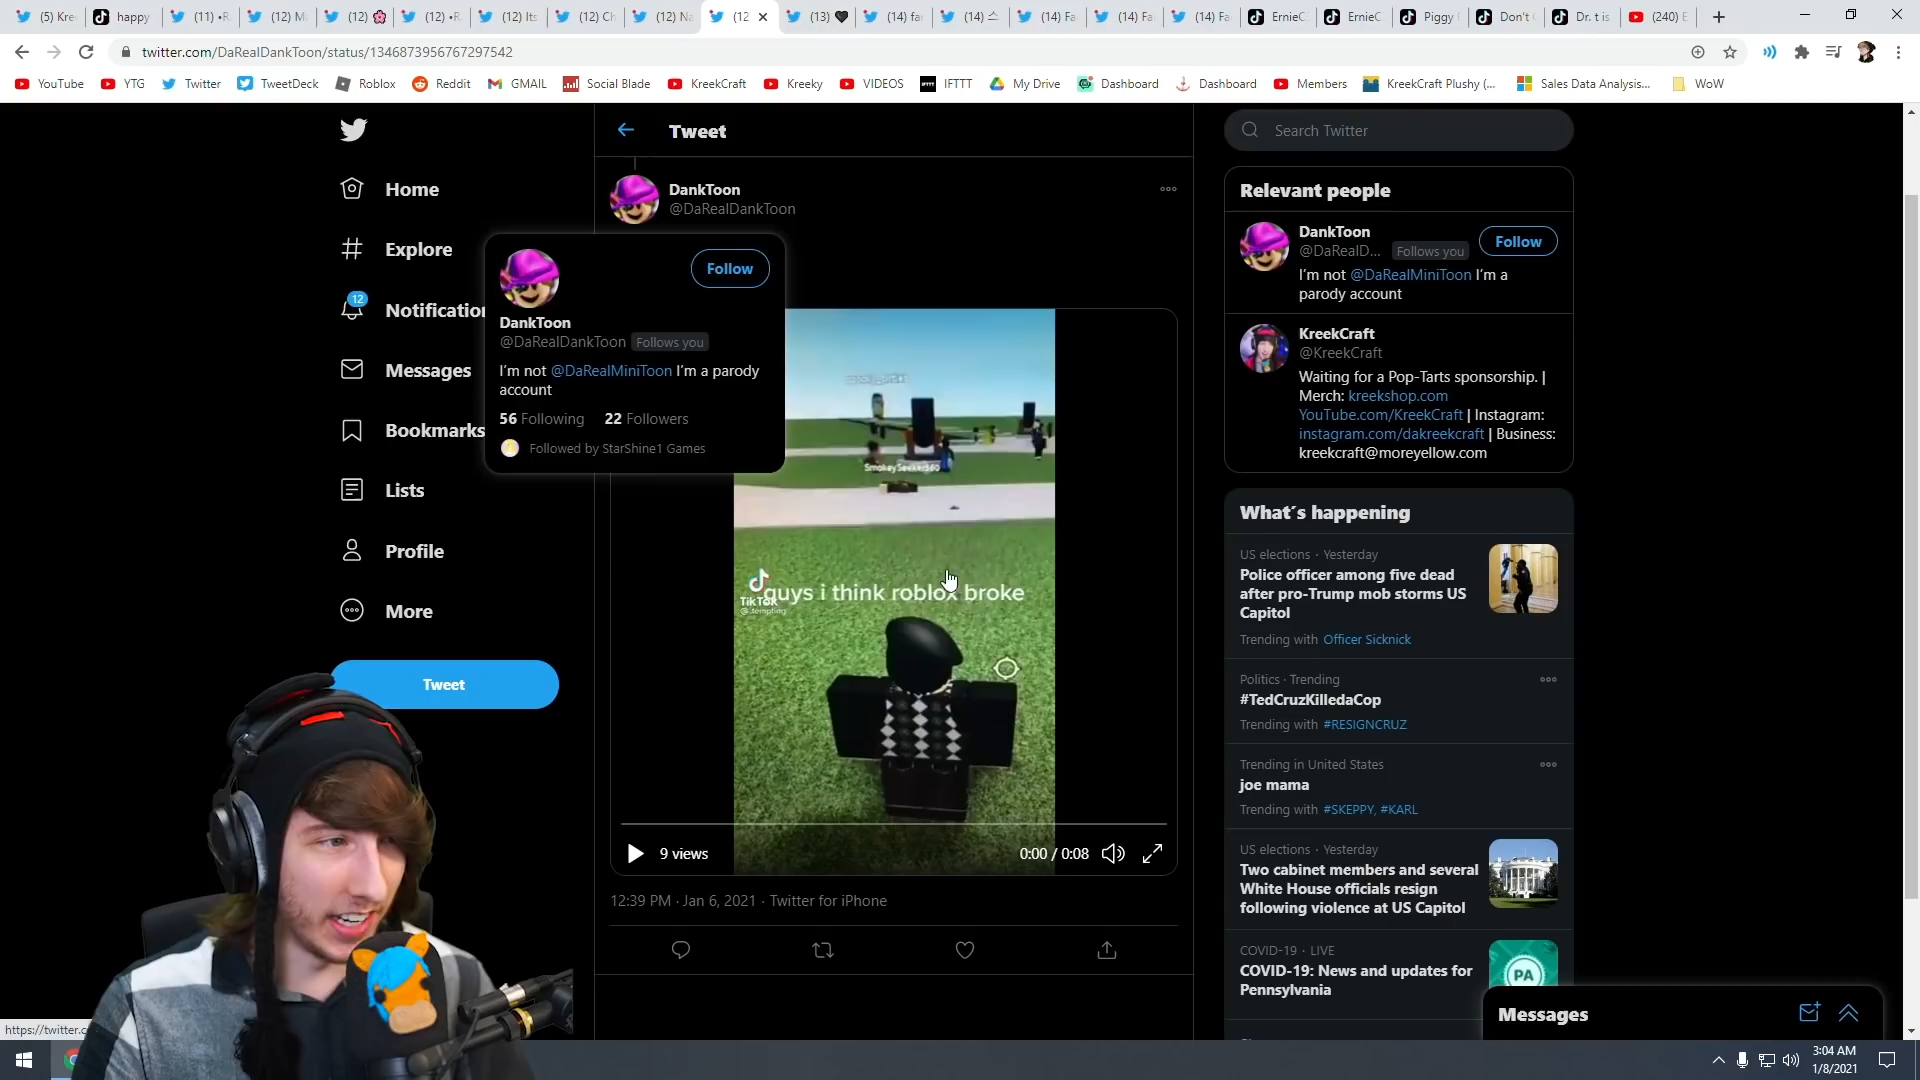 (5) Kre
happy
(11) •R
(12) M
(12)
(12) •R
(12) Its
(12) Ch
(12) Na
(12
(13)
(14) fa
(14) 스
(14) Fa
(14) Fa
(14) Fa
ErnieC
ErnieC
Piggy
Don't
Dr. t is
(240) E
twitter.com/DaRealDankToon/status/1346873956767297542
YouTube
YTG
Twitter
TweetDeck
Roblox
Reddit
GMAIL
Social Blade
KreekCraft
Kreeky
VIDEOS
IFTTT
My Drive
Dashboard
Dashboard
Members
KreekCraft Plushy (...
Sales Data Analysis...
WoW
Home
Explore
12
Notification
Messages
Bookmarks
Lists
Profile
More
Tweet
Tweet
DankToon
@DaRealDankToon
Follow
DankToon
@DaRealDankToon Follows you
I'm not @DaRealMiniToon I'm a parody
account
56 Following 22 Followers
Followed by StarShine1 Games
SmokeySeeker360
guys i think roblox broke
TikTok
9 views
0:00 / 0:08
12:39 PM · Jan 6, 2021 · Twitter for iPhone
Search Twitter
Relevant people
DankToon
@DaRealD... Follows you
Follow
I'm not @DaRealMiniToon I'm a
parody account
KreekCraft
@KreekCraft
Waiting for a Pop-Tarts sponsorship. |
Merch: kreekshop.com
YouTube.com/KreekCraft | Instagram:
instagram.com/dakreekcraft | Business:
kreekcraft@moreyellow.com
What's happening
US elections · Yesterday
Police officer among five dead
after pro-Trump mob storms US
Capitol
Trending with Officer Sicknick
Politics · Trending
#TedCruzKilledaCop
Trending with #RESIGNCRUZ
Trending in United States
joe mama
Trending with #SKEPPY, #KARL
US elections · Yesterday
Two cabinet members and several
White House officials resign
following violence at US Capitol
COVID-19 · LIVE
COVID-19: News and updates for
Pennsylvania
PA
Messages
https://twitter.c
3:04 AM
1/8/2021